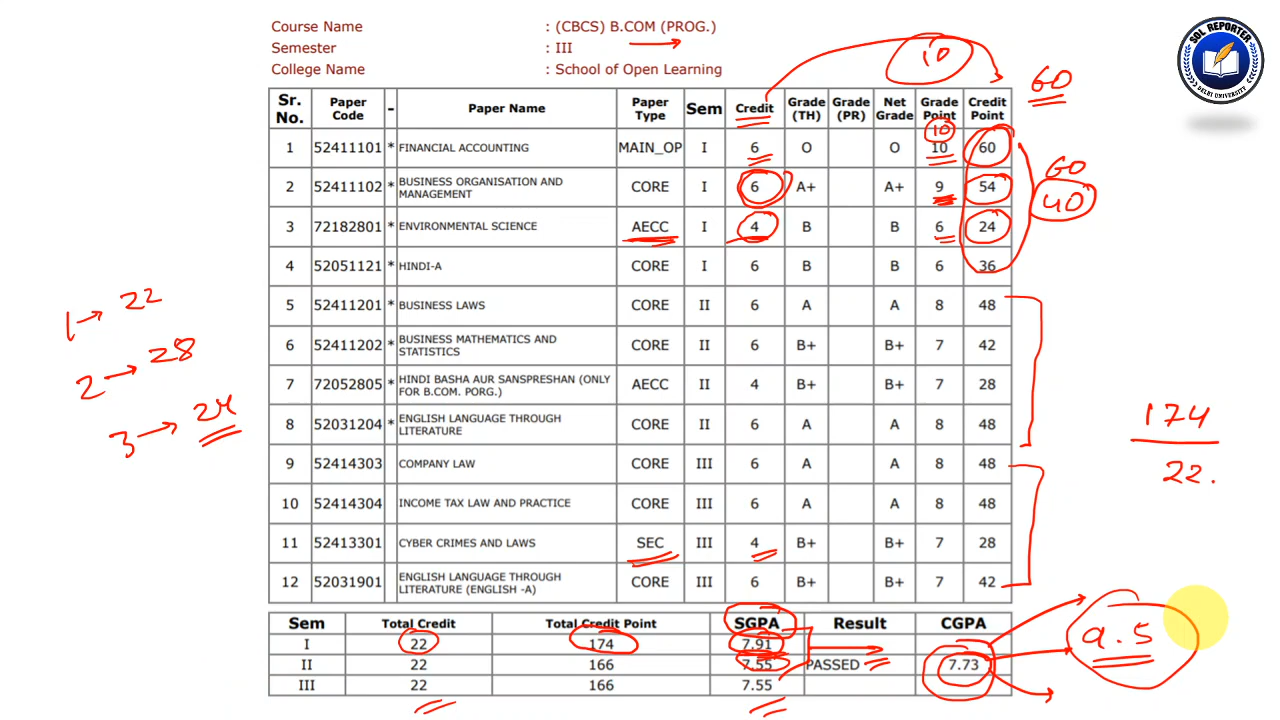 Course Name : (CBCS) B.COM (PROG.)
Semester : III
College Name : School of Open Learning
10
60
SOL REPORTER
DELHI UNIVERSITY
Sr. No. Paper Code - Paper Name Paper Type Sem Credit Grade (TH) Grade (PR) Net Grade Grade Point Credit Point
10
1 52411101 * FINANCIAL ACCOUNTING MAIN_OP I 6 O O 10 60
60
2 52411102 * BUSINESS ORGANISATION AND MANAGEMENT CORE I 6 A+ A+ 9 54
40
3 72182801 * ENVIRONMENTAL SCIENCE AECC I 4 B B 6 24
4 52051121 * HINDI-A CORE I 6 B B 6 36
5 52411201 * BUSINESS LAWS CORE II 6 A A 8 48
6 52411202 * BUSINESS MATHEMATICS AND STATISTICS CORE II 6 B+ B+ 7 42
7 72052805 * HINDI BASHA AUR SANSPRESHAN (ONLY FOR B.COM. PORG.) AECC II 4 B+ B+ 7 28
8 52031204 * ENGLISH LANGUAGE THROUGH LITERATURE CORE II 6 A A 8 48
9 52414303 COMPANY LAW CORE III 6 A A 8 48
10 52414304 INCOME TAX LAW AND PRACTICE CORE III 6 A A 8 48
11 52413301 CYBER CRIMES AND LAWS SEC III 4 B+ B+ 7 28
12 52031901 ENGLISH LANGUAGE THROUGH LITERATURE (ENGLISH -A) CORE III 6 B+ B+ 7 42
1 → 22
2 → 28
3 → 24
174
22.
Sem Total Credit Total Credit Point SGPA Result CGPA
I 22 174 7.91
II 22 166 7.55 PASSED 7.73
III 22 166 7.55
9.5